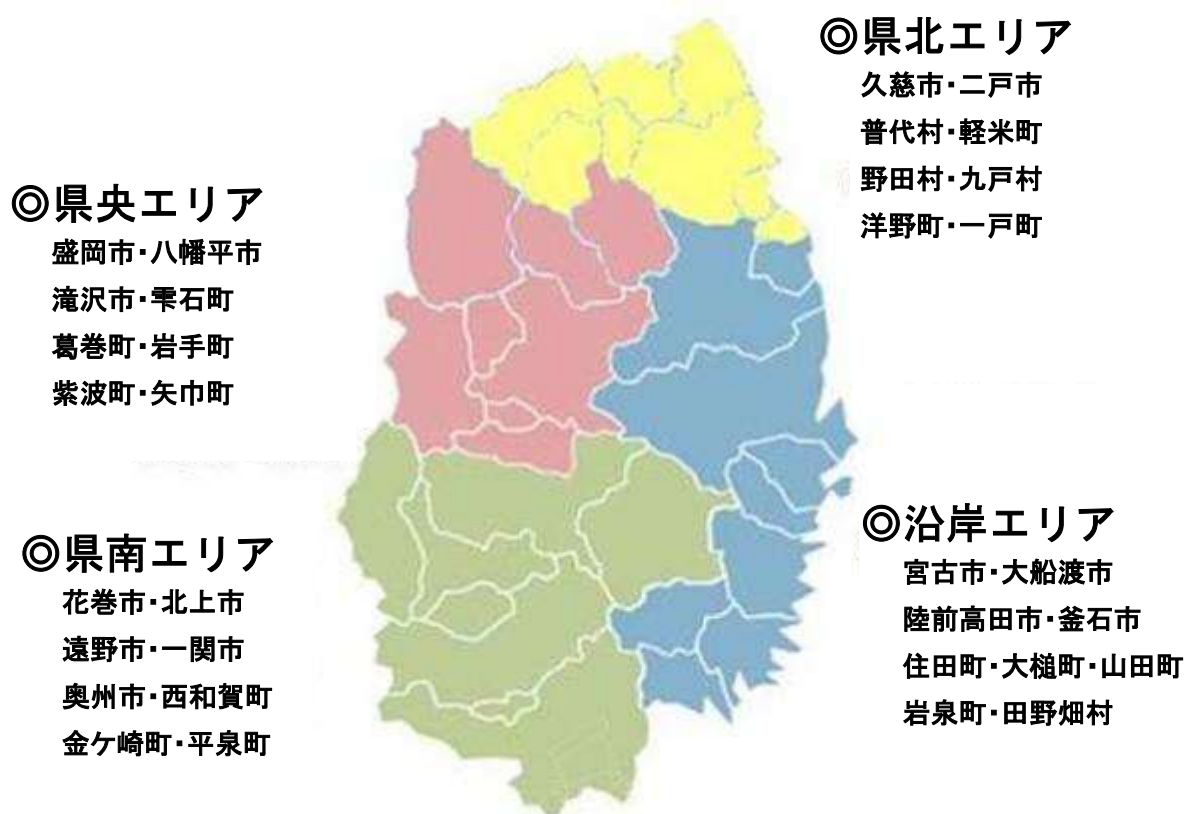 ◎県北エリア
久慈市・二戸市
普代村・軽米町
野田村・九戸村
洋野町・一戸町
◎県央エリア
盛岡市・八幡平市
滝沢市・雫石町
葛巻町・岩手町
紫波町・矢巾町
◎県南エリア
花巻市・北上市
遠野市・一関市
奥州市・西和賀町
金ケ崎町・平泉町
◎沿岸エリア
宮古市・大船渡市
陸前高田市・釜石市
住田町・大槌町・山田町
岩泉町・田野畑村